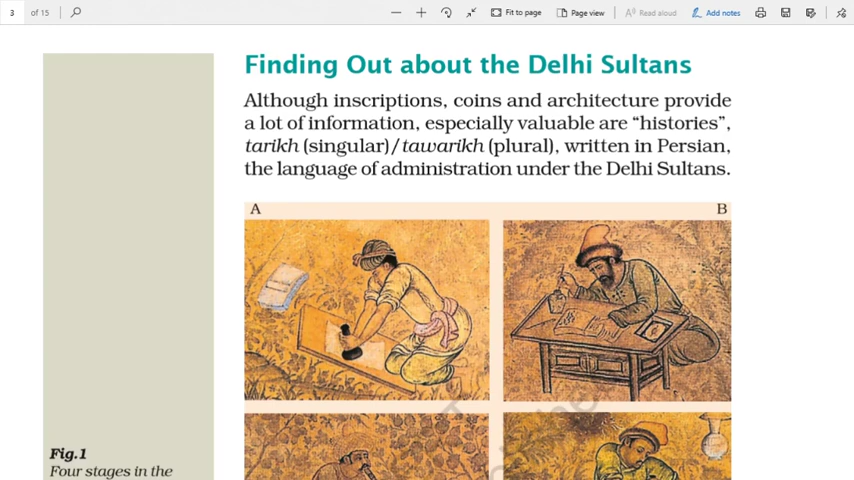 3 of 15 Fit to page Page view Read aloud Add notes
Finding Out about the Delhi Sultans
Although inscriptions, coins and architecture provide
a lot of information, especially valuable are “histories”,
tarikh (singular)/tawarikh (plural), written in Persian,
the language of administration under the Delhi Sultans.
A B
Fig.1
Four stages in the